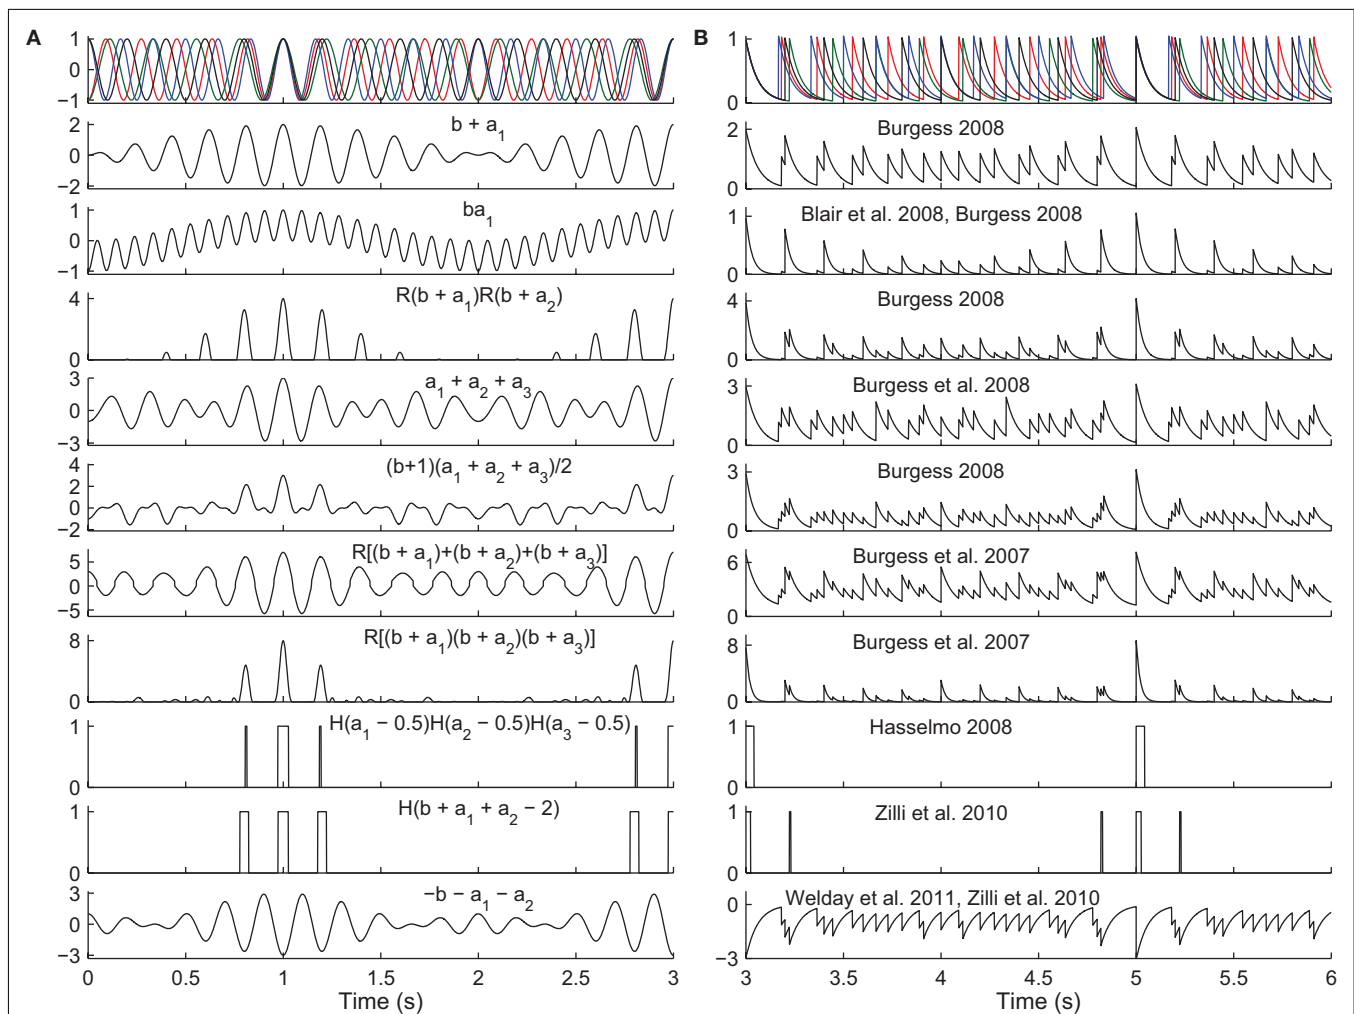 A
B
1
0
−1
1
0
b + a₁
2
0
−2
Burgess 2008
2
0
ba₁
1
0
−1
Blair et al. 2008, Burgess 2008
1
0
R(b + a₁)R(b + a₂)
4
0
Burgess 2008
4
0
a₁ + a₂ + a₃
3
0
−3
Burgess et al. 2008
3
0
(b+1)(a₁ + a₂ + a₃)/2
4
2
0
−2
Burgess 2008
3
0
R[(b + a₁)+(b + a₂)+(b + a₃)]
5
0
−5
Burgess et al. 2007
6
0
R[(b + a₁)(b + a₂)(b + a₃)]
8
0
Burgess et al. 2007
8
0
H(a₁ − 0.5)H(a₂ − 0.5)H(a₃ − 0.5)
1
0
Hasselmo 2008
1
0
H(b + a₁ + a₂ − 2)
1
0
Zilli et al. 2010
1
0
−b − a₁ − a₂
3
0
−3
Welday et al. 2011, Zilli et al. 2010
0
−3
0 0.5 1 1.5 2 2.5 3
Time (s)
3 3.5 4 4.5 5 5.5 6
Time (s)